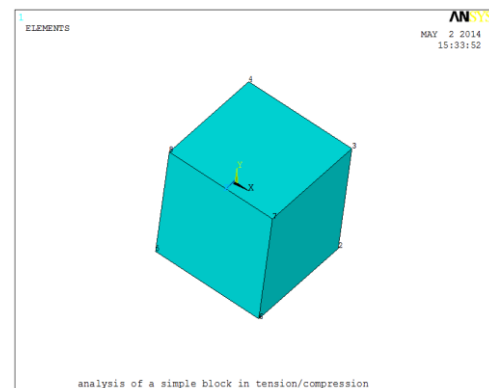 1
ELEMENTS
ANSYS
MAY 2 2014
15:33:52
4
8
3
Y
X
7
5
2
6
analysis of a simple block in tension/compression